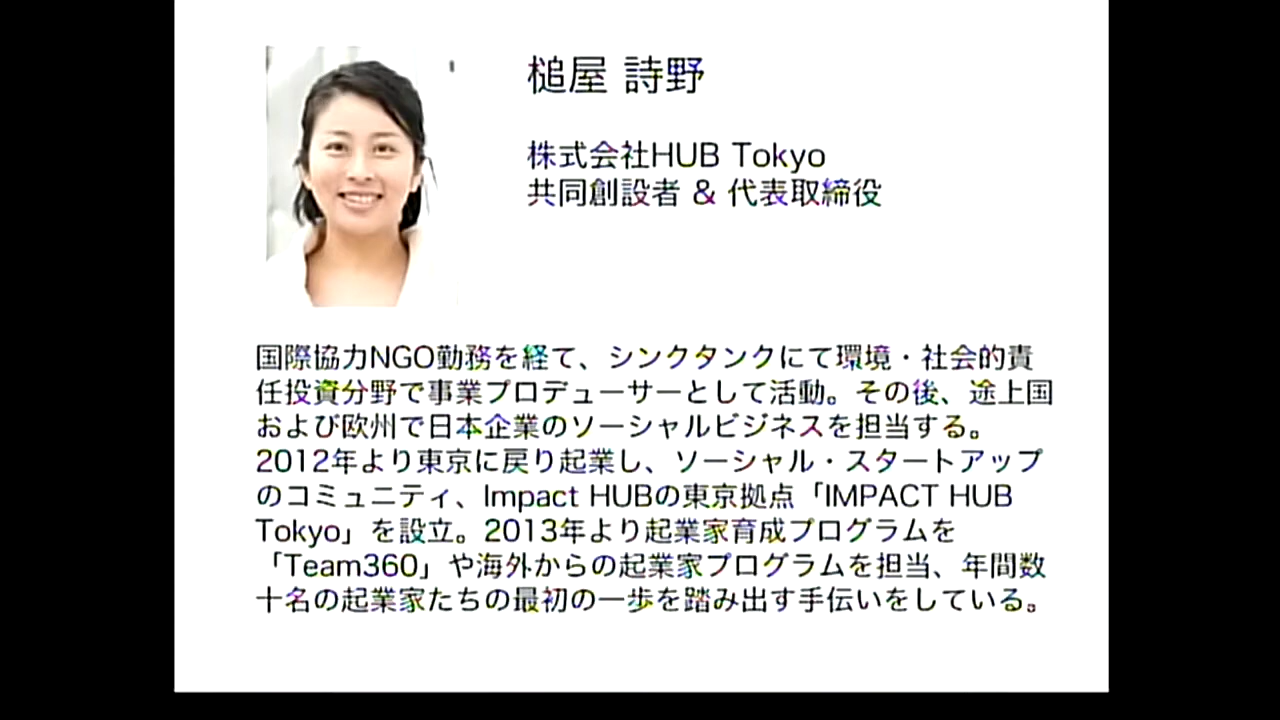 槌屋 詩野
株式会社HUB Tokyo
共同創設者 & 代表取締役
国際協力NGO勤務を経て、シンクタンクにて環境・社会的責
任投資分野で事業プロデューサーとして活動。その後、途上国
および欧州で日本企業のソーシャルビジネスを担当する。
2012年より東京に戻り起業し、ソーシャル・スタートアップ
のコミュニティ、Impact HUBの東京拠点「IMPACT HUB
Tokyo」を設立。2013年より起業家育成プログラムを
「Team360」や海外からの起業家プログラムを担当、年間数
十名の起業家たちの最初の一歩を踏み出す手伝いをしている。